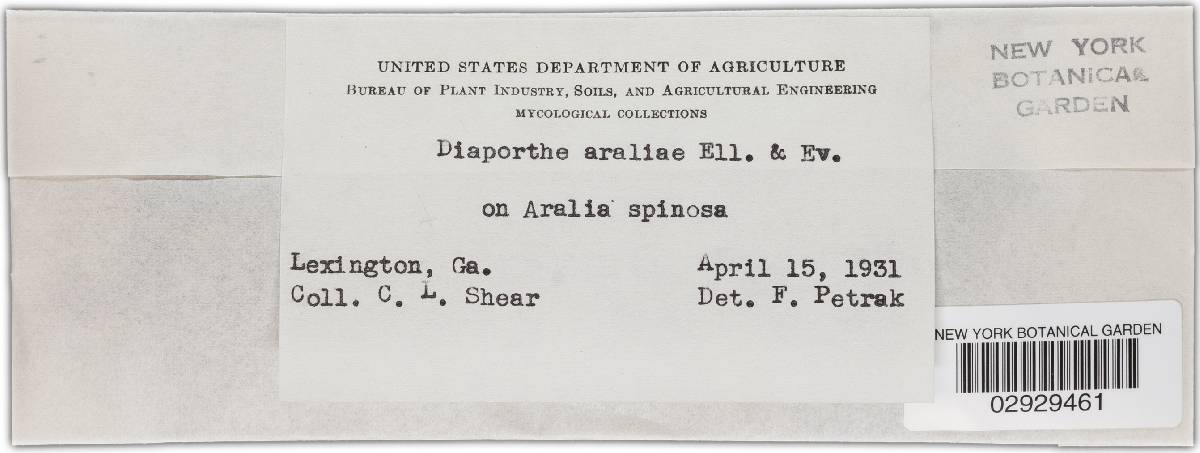 UNITED STATES DEPARTMENT OF AGRICULTURE
BUREAU OF PLANT INDUSTRY, SOILS, AND AGRICULTURAL ENGINEERING
MYCOLOGICAL COLLECTIONS
Diaporthe araliae Ell. & Ev.
on Aralia spinosa
Lexington, Ga.
April 15, 1931
Coll. C. L. Shear
Det. F. Petrak
NEW YORK
BOTANICAL
GARDEN
NEW YORK BOTANICAL GARDEN
02929461